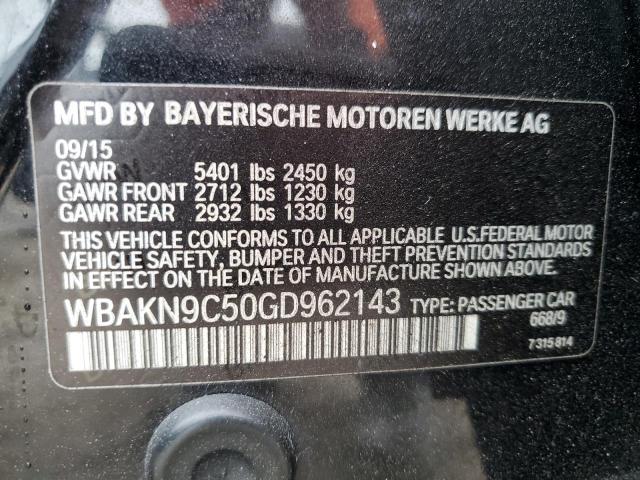 MFD BY BAYERISCHE MOTOREN WERKE AG
09/15
GVWR 5401 lbs 2450 kg
GAWR FRONT 2712 lbs 1230 kg
GAWR REAR 2932 lbs 1330 kg
THIS VEHICLE CONFORMS TO ALL APPLICABLE U.S.FEDERAL MOTOR
VEHICLE SAFETY, BUMPER AND THEFT PREVENTION STANDARDS
IN EFFECT ON THE DATE OF MANUFACTURE SHOWN ABOVE.
WBAKN9C50GD962143 TYPE: PASSENGER CAR
668/9
7315814